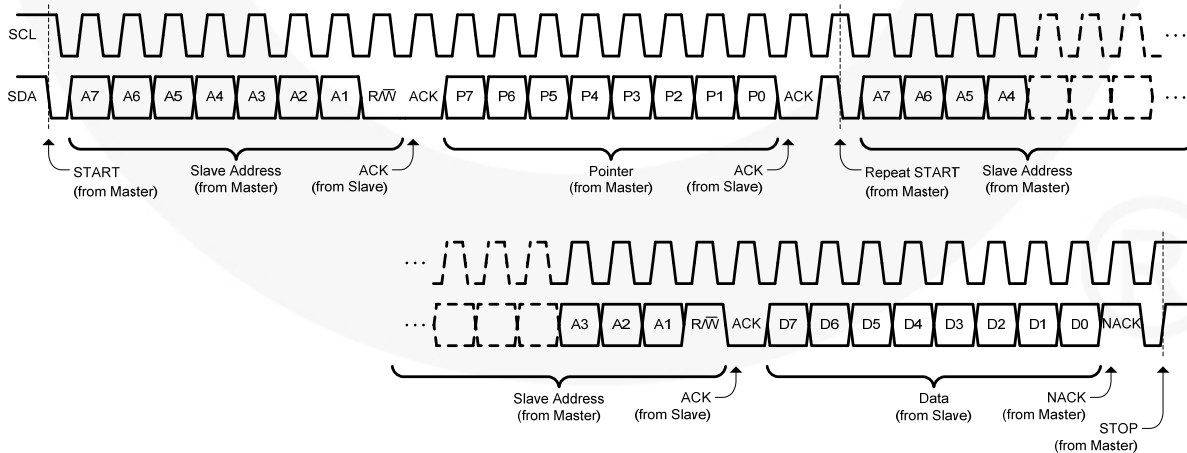 SCL
...
SDA A7 A6 A5 A4 A3 A2 A1 R/W̅ ACK P7 P6 P5 P4 P3 P2 P1 P0 ACK A7 A6 A5 A4 ...
START
(from Master)
Slave Address
(from Master)
ACK
(from Slave)
Pointer
(from Master)
ACK
(from Slave)
Repeat START
(from Master)
Slave Address
(from Master)
...
... A3 A2 A1 R/W̅ ACK D7 D6 D5 D4 D3 D2 D1 D0 NACK
Slave Address
(from Master)
ACK
(from Slave)
Data
(from Slave)
NACK
(from Master)
STOP
(from Master)
®